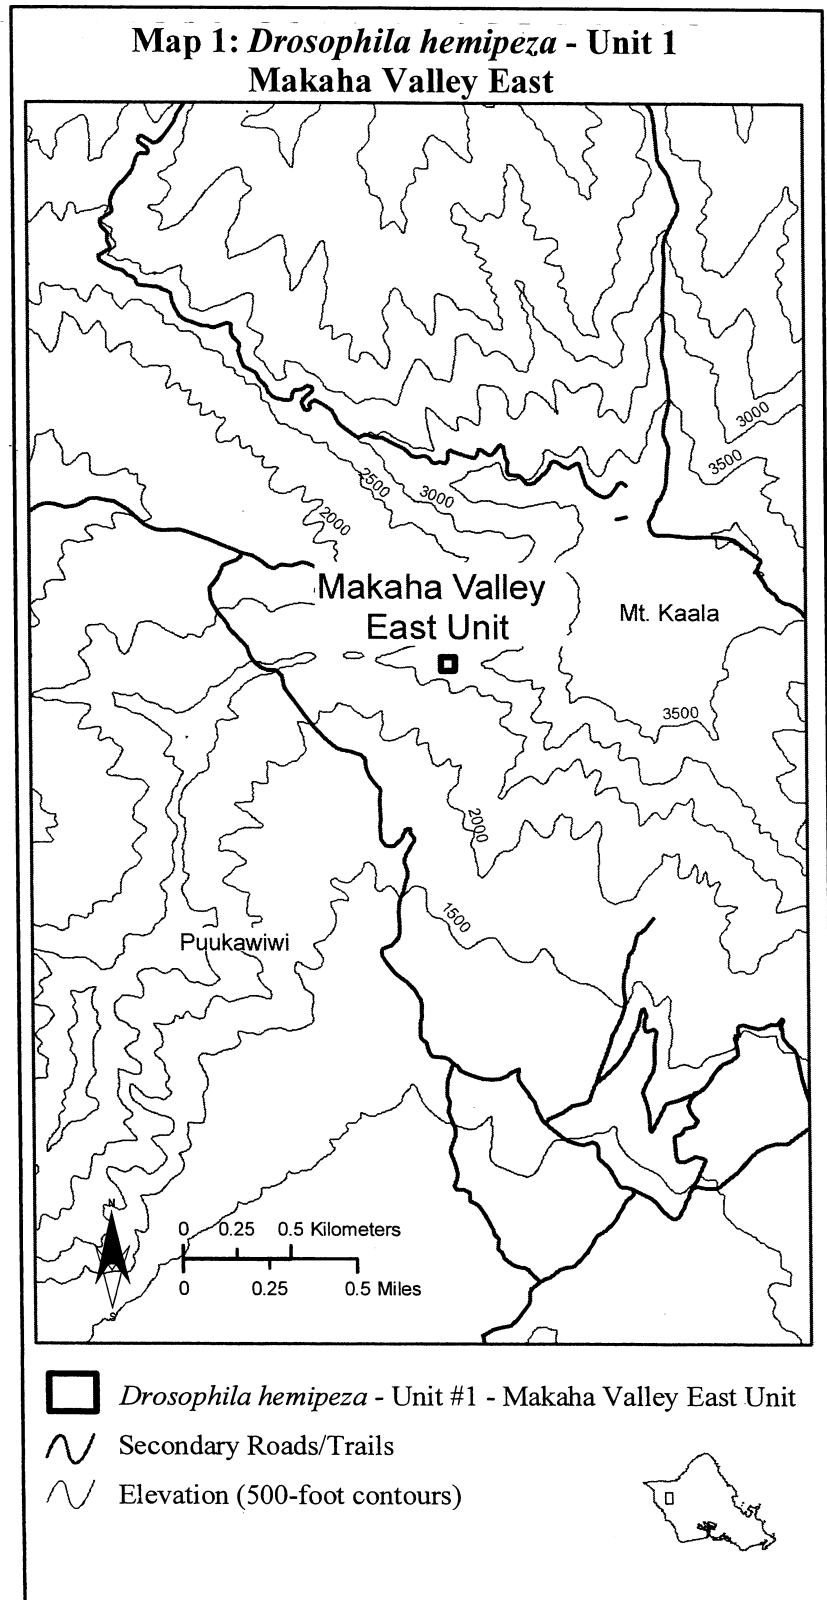 Map 1: Drosophila hemipeza - Unit 1
Makaha Valley East
3000
3500
2500
3000
2000
Makaha Valley
East Unit
Mt. Kaala
3500
2000
1500
Puukawiwi
N
0 0.25 0.5 Kilometers
0 0.25 0.5 Miles
S
Drosophila hemipeza - Unit #1 - Makaha Valley East Unit
Secondary Roads/Trails
Elevation (500-foot contours)